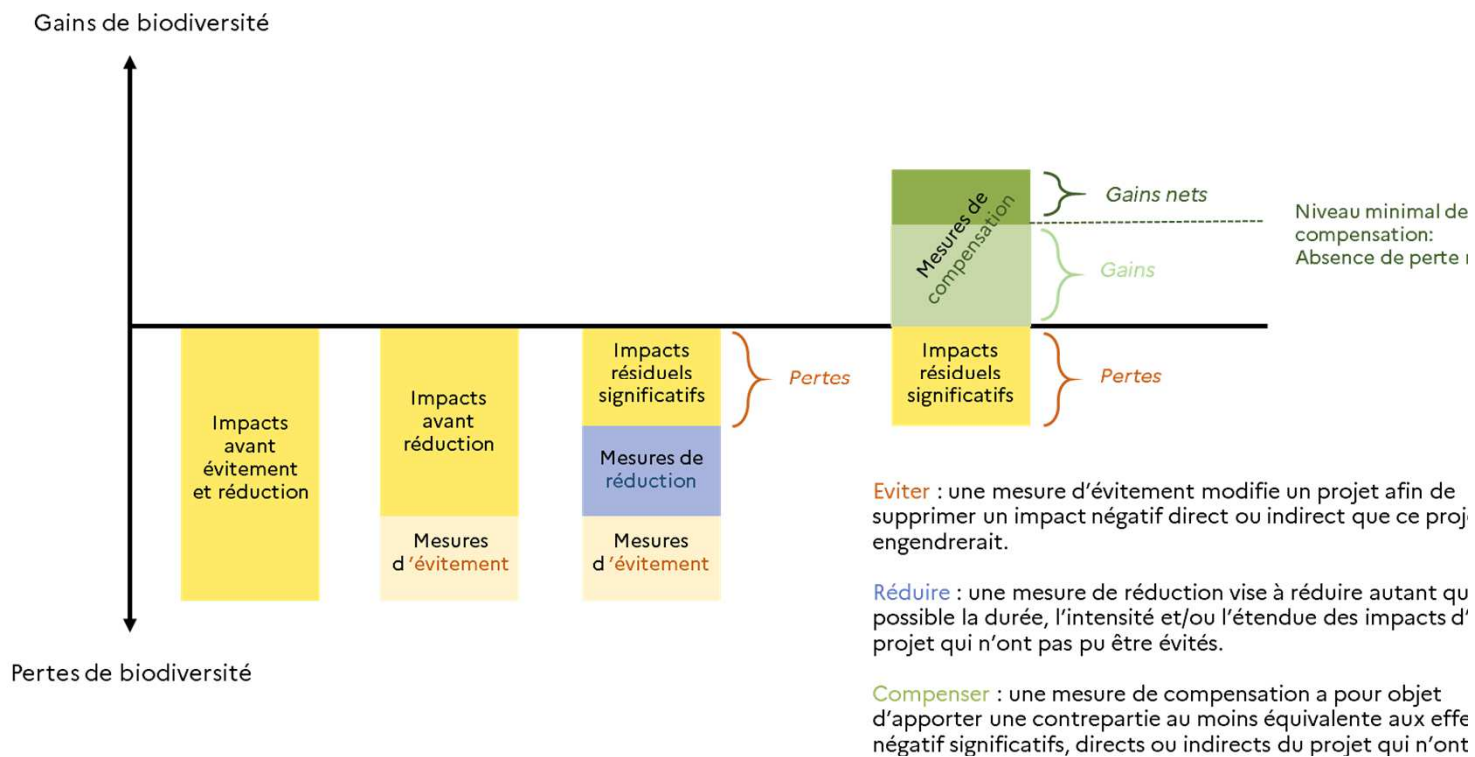 Gains de biodiversité
Mesures de
compensation
Gains nets
Niveau minimal de
compensation:
Absence de perte
Gains
Impacts
avant
évitement
et réduction
Impacts
avant
réduction
Mesures
d'évitement
Impacts
résiduels
significatifs
Pertes
Mesures de
réduction
Mesures
d'évitement
Impacts
résiduels
significatifs
Pertes
Pertes de biodiversité
Eviter : une mesure d'évitement modifie un projet afin de
supprimer un impact négatif direct ou indirect que ce
engendrerait.
Réduire : une mesure de réduction vise à réduire autant
possible la durée, l'intensité et/ou l'étendue des impacts
projet qui n'ont pas pu être évités.
Compenser : une mesure de compensation a pour objet
d'apporter une contrepartie au moins équivalente aux
négatif significatifs, directs ou indirects du projet qui n'ont